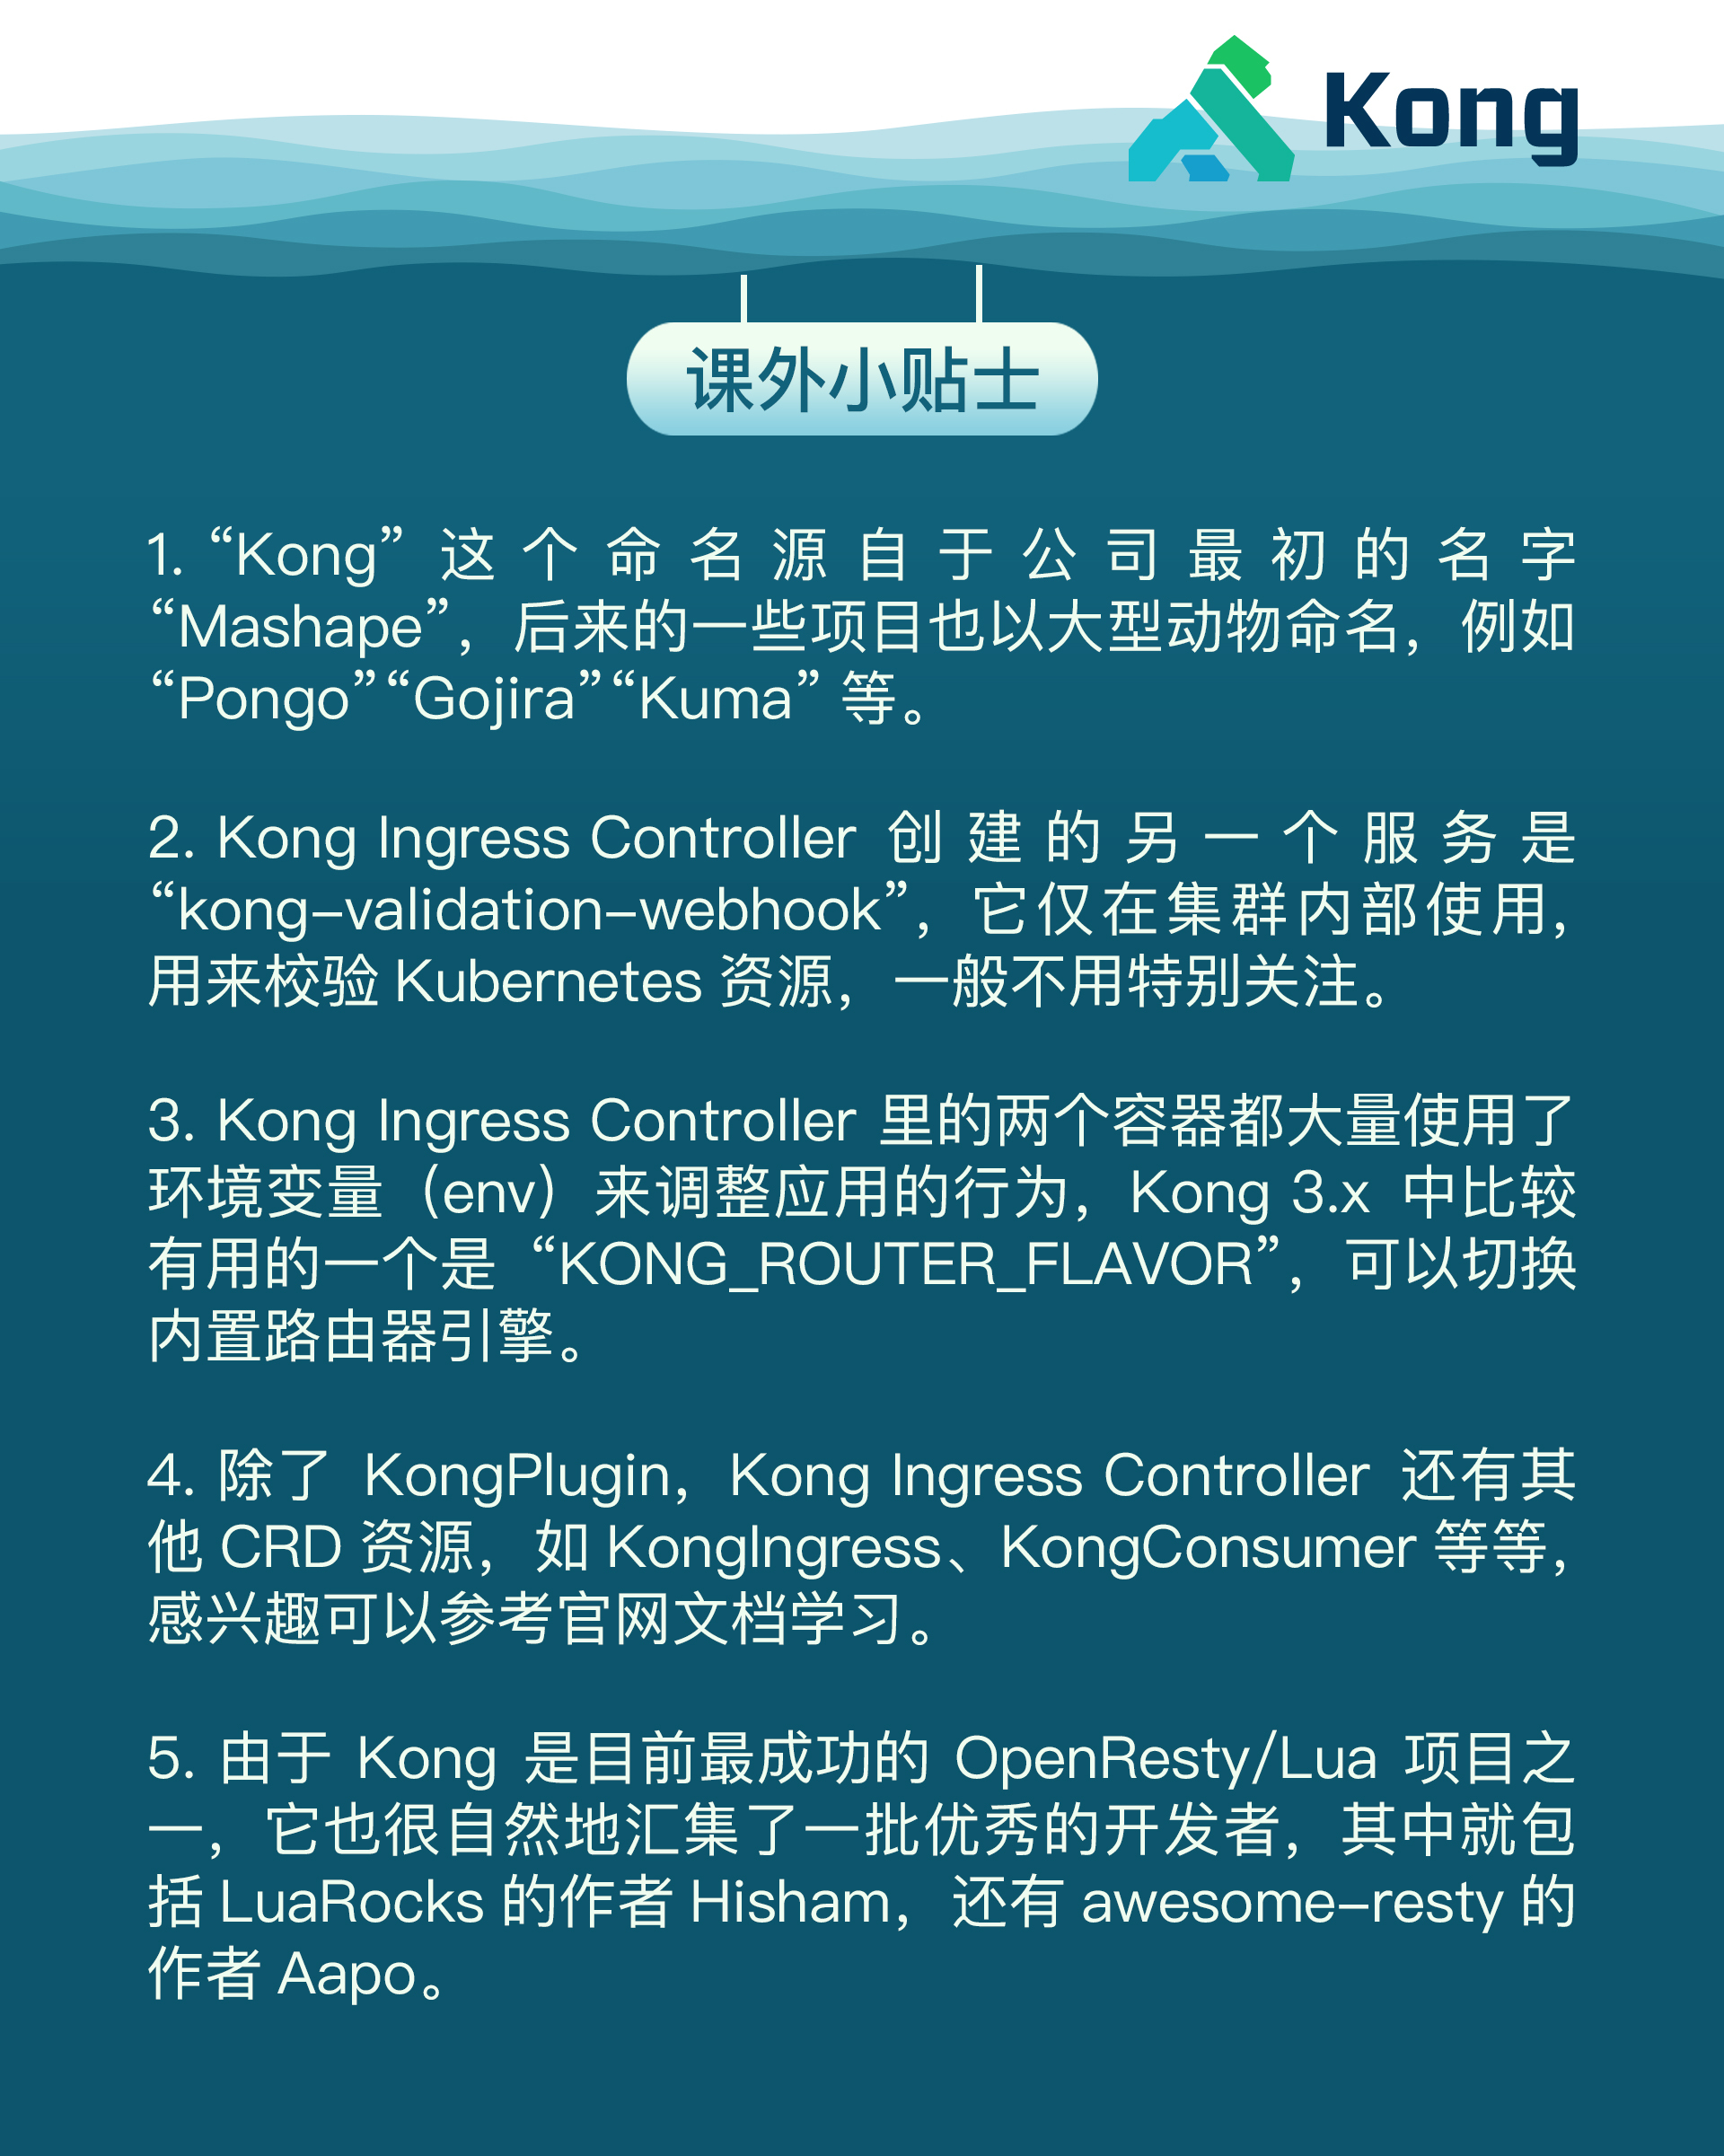 Kong
课外小贴士
1. “Kong” 这个命名源自于公司最初的名字
“Mashape”，后来的一些项目也以大型动物命名，例如
“Pongo”“Gojira”“Kuma” 等。
2. Kong Ingress Controller 创建的另一个服务是
“kong-validation-webhook”，它仅在集群内部使用，
用来校验 Kubernetes 资源，一般不用特别关注。
3. Kong Ingress Controller 里的两个容器都大量使用了
环境变量（env）来调整应用的行为，Kong 3.x 中比较
有用的一个是 “KONG_ROUTER_FLAVOR”，可以切换
内置路由器引擎。
4. 除了 KongPlugin，Kong Ingress Controller 还有其
他 CRD 资源，如 KongIngress、KongConsumer 等等，
感兴趣可以参考官网文档学习。
5. 由于 Kong 是目前最成功的 OpenResty/Lua 项目之
一，它也很自然地汇集了一批优秀的开发者，其中就包
括 LuaRocks 的作者 Hisham，还有 awesome-resty 的
作者 Aapo。